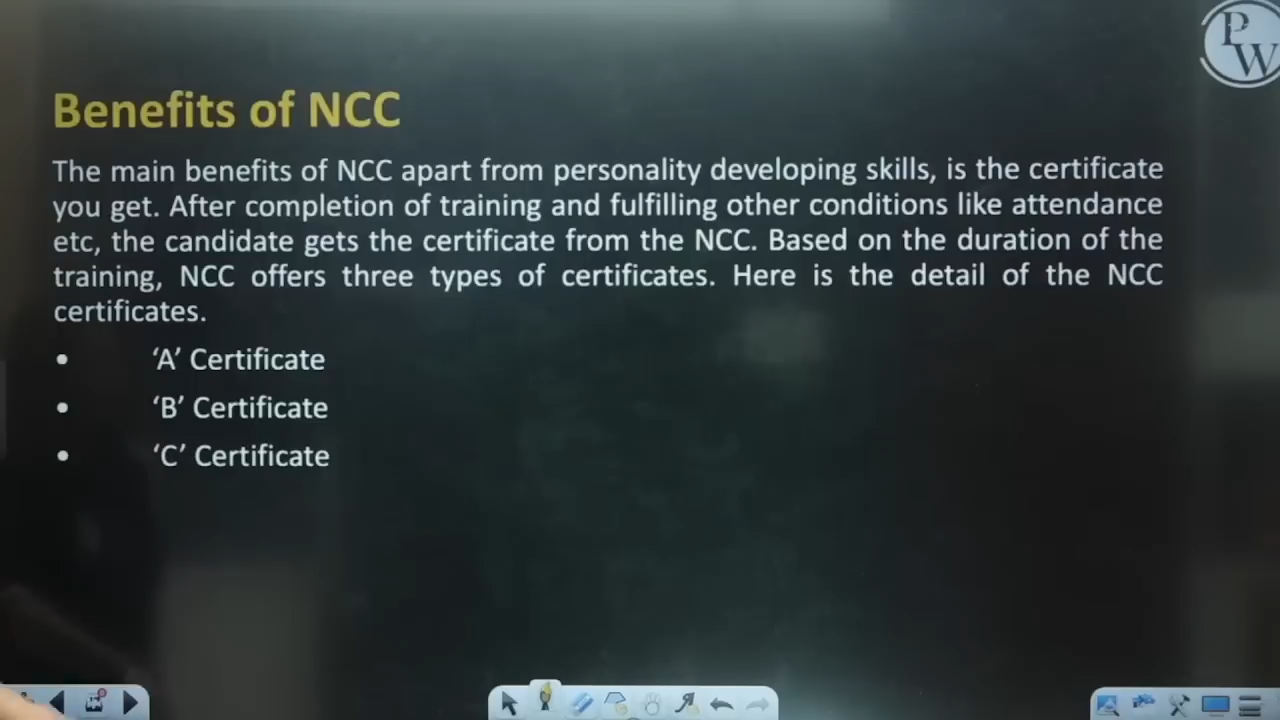 PW
Benefits of NCC
The main benefits of NCC apart from personality developing skills, is the certificate
you get. After completion of training and fulfilling other conditions like attendance
etc, the candidate gets the certificate from the NCC. Based on the duration of the
training, NCC offers three types of certificates. Here is the detail of the NCC
certificates.
• ‘A’ Certificate
• ‘B’ Certificate
• ‘C’ Certificate